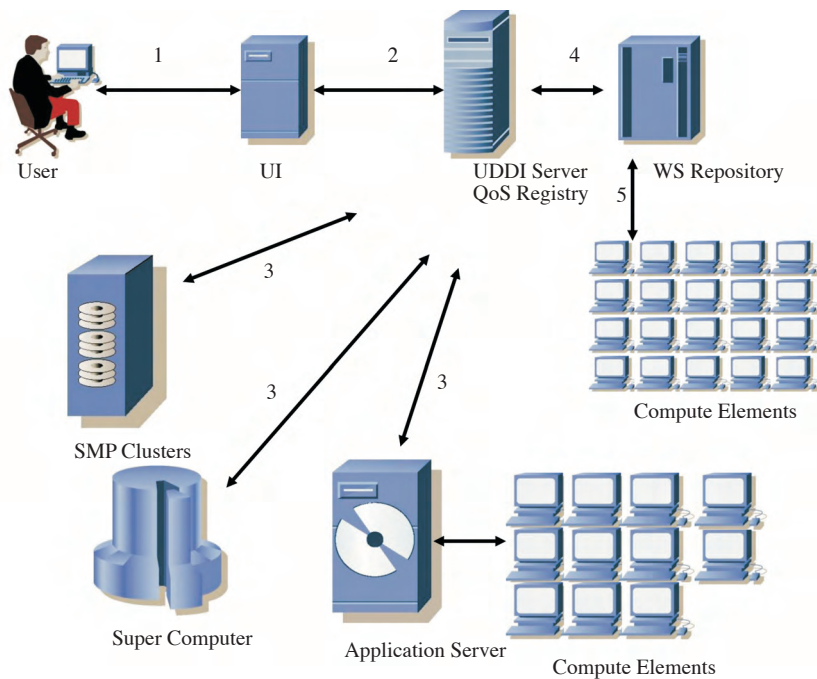 1
2
4
User
UI
UDDI Server
QoS Registry
WS Repository
5
3
3
3
Compute Elements
SMP Clusters
Super Computer
Application Server
Compute Elements